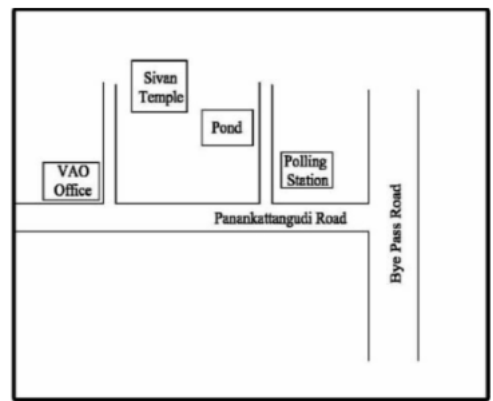 Sivan
Temple
Pond
VAO
Office
Polling
Station
Panankattangudi Road
Bye Pass Road